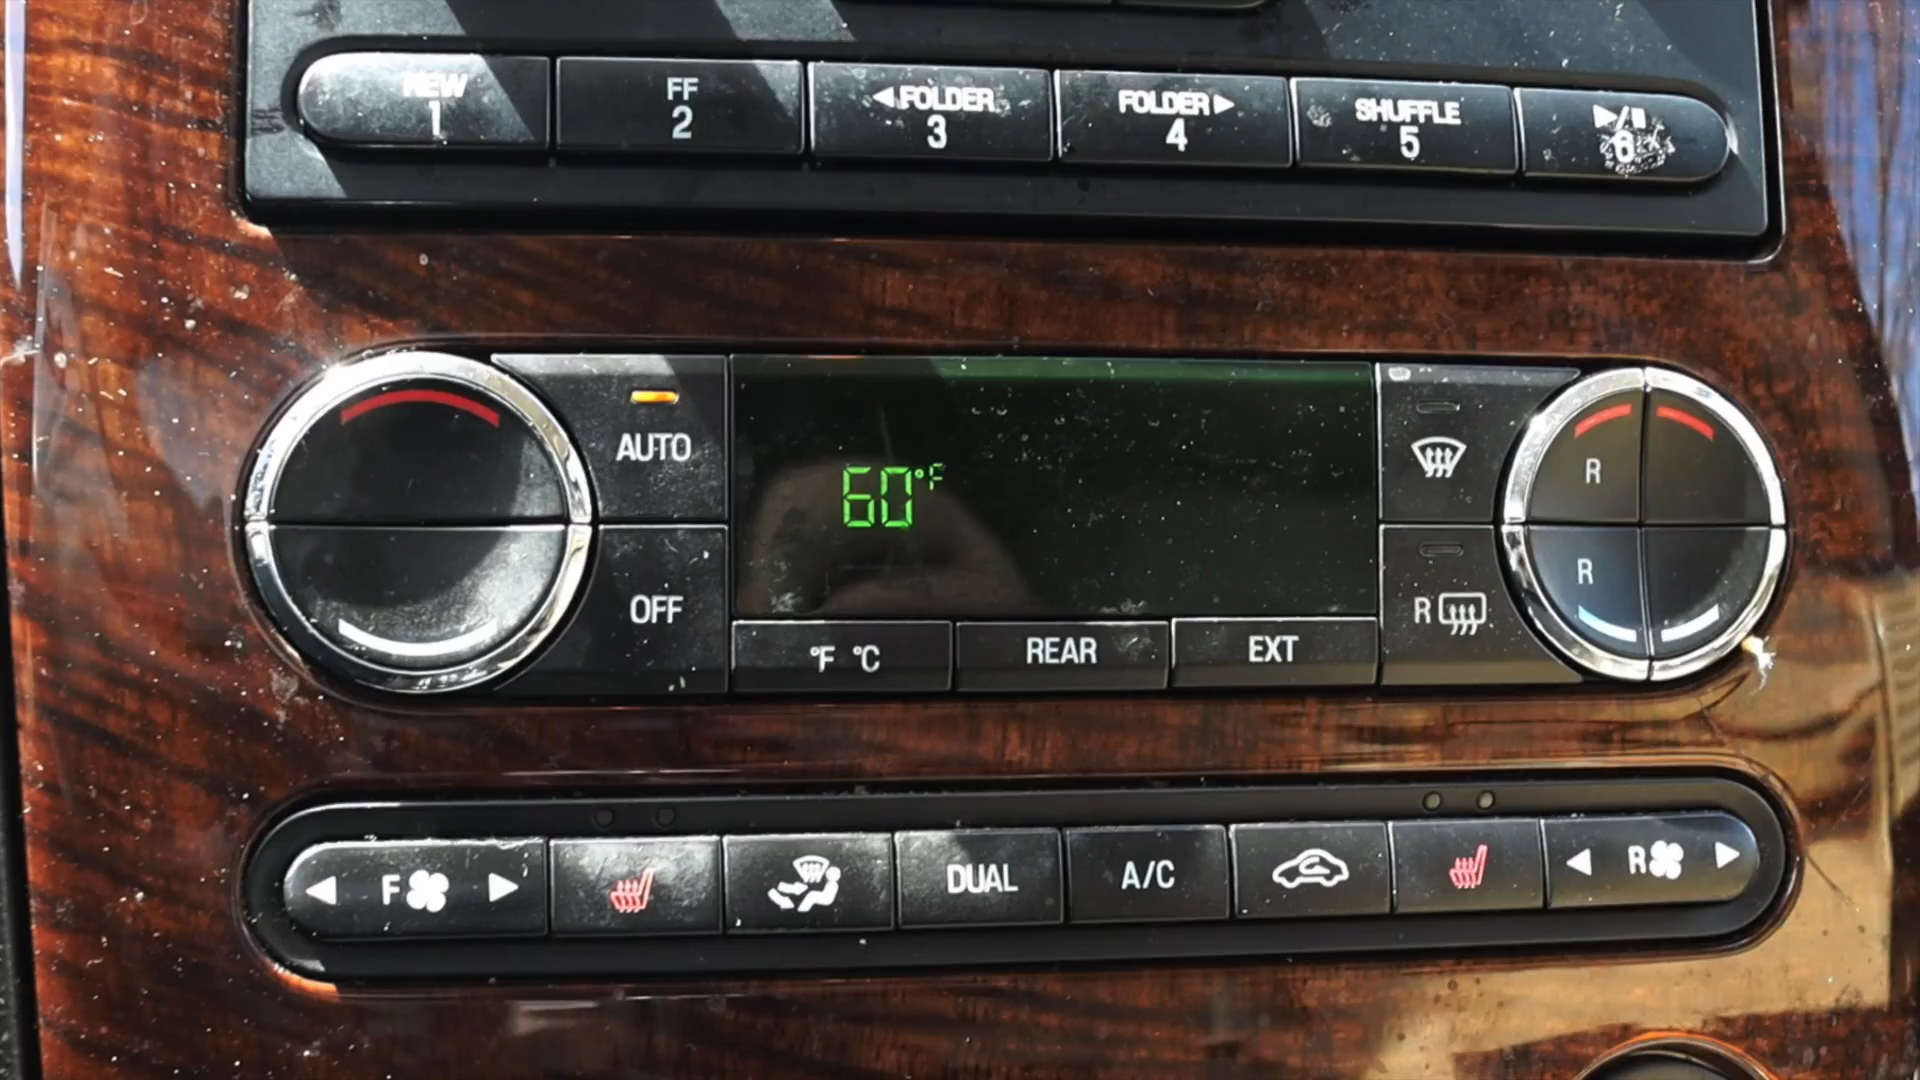 REW FF ◀FOLDER FOLDER▶ SHUFFLE ▶/⏸
1 2 3 4 5 6
AUTO
60°F
R
OFF
R
R
°F °C REAR EXT
F DUAL A/C R